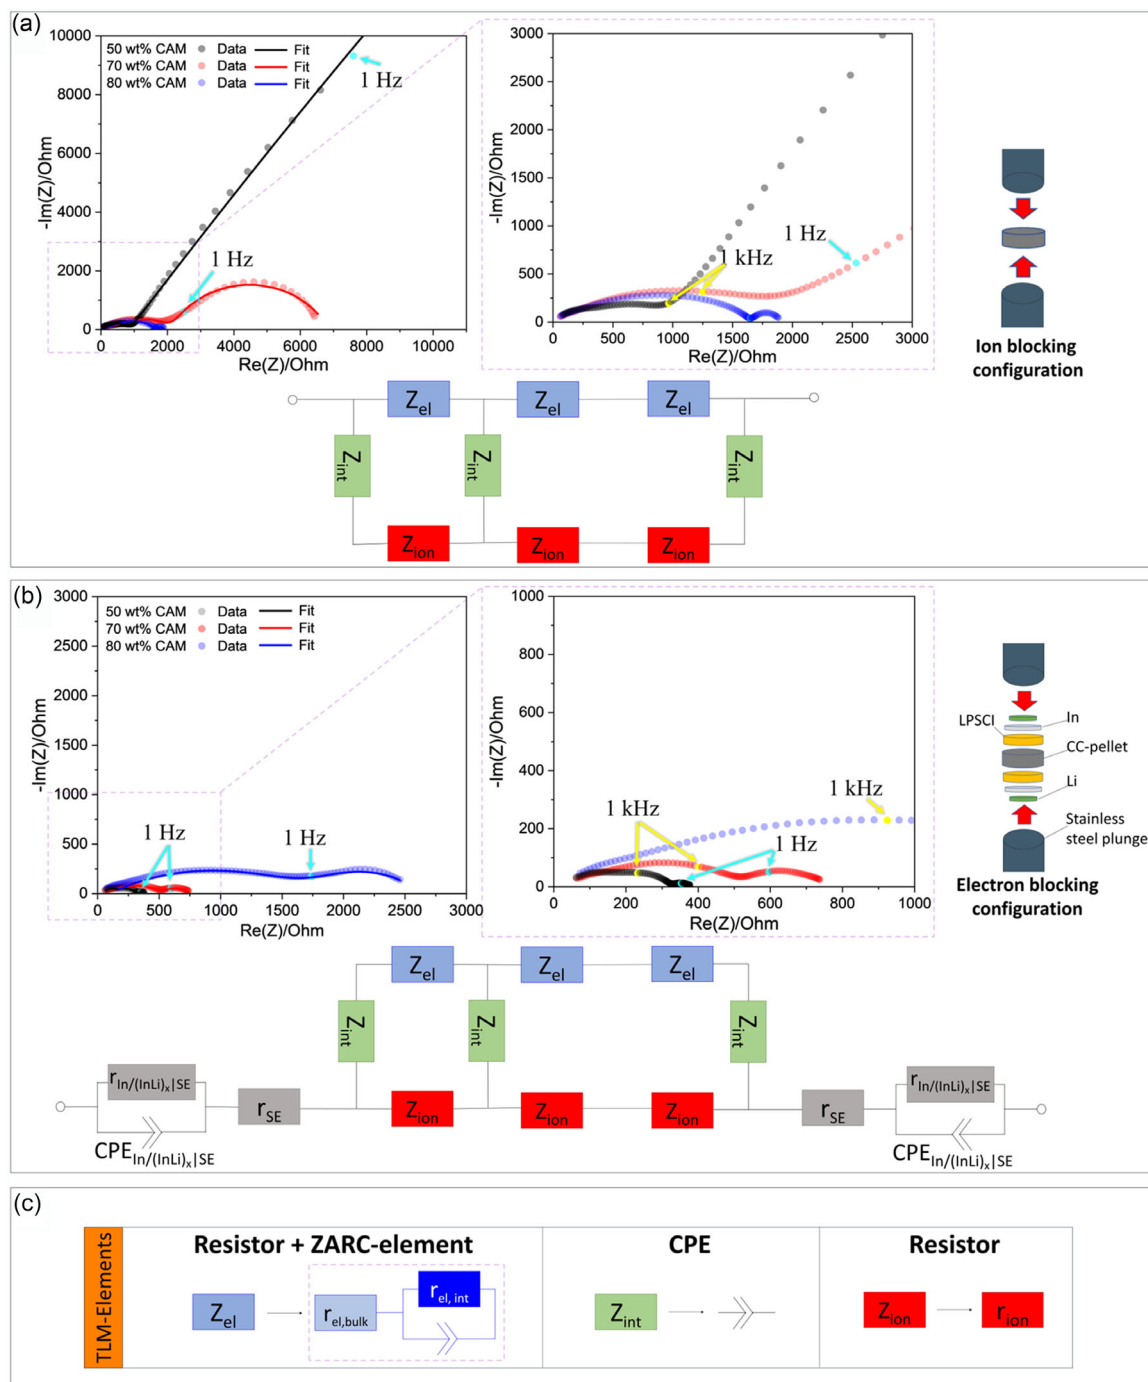 (a)
10000
8000
6000
4000
2000
0
-Im(Z)/Ohm
50 wt% CAM Data Fit
70 wt% CAM Data Fit
80 wt% CAM Data Fit
1 Hz
1 Hz
0 2000 4000 6000 8000 10000
Re(Z)/Ohm
3000
2500
2000
1500
1000
500
0
-Im(Z)/Ohm
1 kHz
1 Hz
0 500 1000 1500 2000 2500 3000
Re(Z)/Ohm
Ion blocking
configuration
Zel Zel Zel
Zint Zint Zint
Zion Zion Zion
(b)
3000
2500
2000
1500
1000
500
0
-Im(Z)/Ohm
50 wt% CAM Data Fit
70 wt% CAM Data Fit
80 wt% CAM Data Fit
1 Hz
1 Hz
0 500 1000 1500 2000 2500 3000
Re(Z)/Ohm
1000
800
600
400
200
0
-Im(Z)/Ohm
1 kHz
1 kHz
1 Hz
0 200 400 600 800 1000
Re(Z)/Ohm
LPSCl
In
CC-pellet
Li
Stainless
steel plunge
Electron blocking
configuration
Zel Zel Zel
Zint Zint Zint
rIn/(InLi)x|SE rSE Zion Zion Zion rSE rIn/(InLi)x|SE
CPEIn/(InLi)x|SE CPEIn/(InLi)x|SE
(c)
TLM-Elements
Resistor + ZARC-element CPE Resistor
Zel rel,bulk rel, int Zint Zion rion